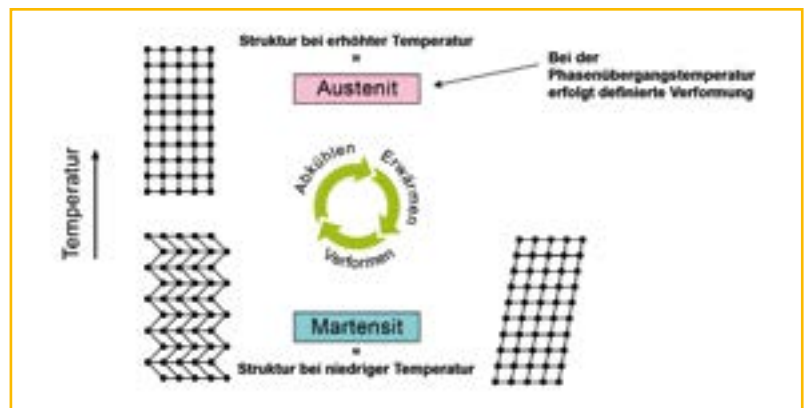 Struktur bei erhöhter Temperatur
=
Austenit
Bei der
Phasenübergangstemperatur
erfolgt definierte Verformung
Temperatur
Abkühlen
Erwärmen
Verformen
Martensit
=
Struktur bei niedriger Temperatur